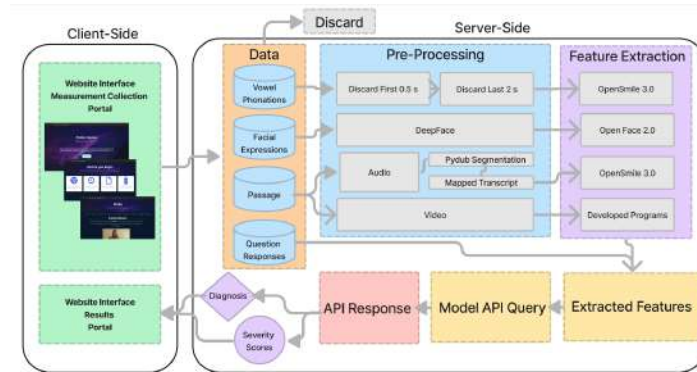 Client-Side
Server-Side
Discard
Website Interface
Measurement Collection
Portal
Data
Vowel
Phonations
Facial
Expressions
Passage
Question
Responses
Pre-Processing
Discard First 0.5 s
Discard Last 2 s
DeepFace
Audio
Pydub Segmentation
Mapped Transcript
Video
Feature Extraction
OpenSmile 3.0
Open Face 2.0
OpenSmile 3.0
Developed Programs
Website Interface
Results
Portal
Diagnosis
Severity
Scores
API Response
Model API Query
Extracted Features